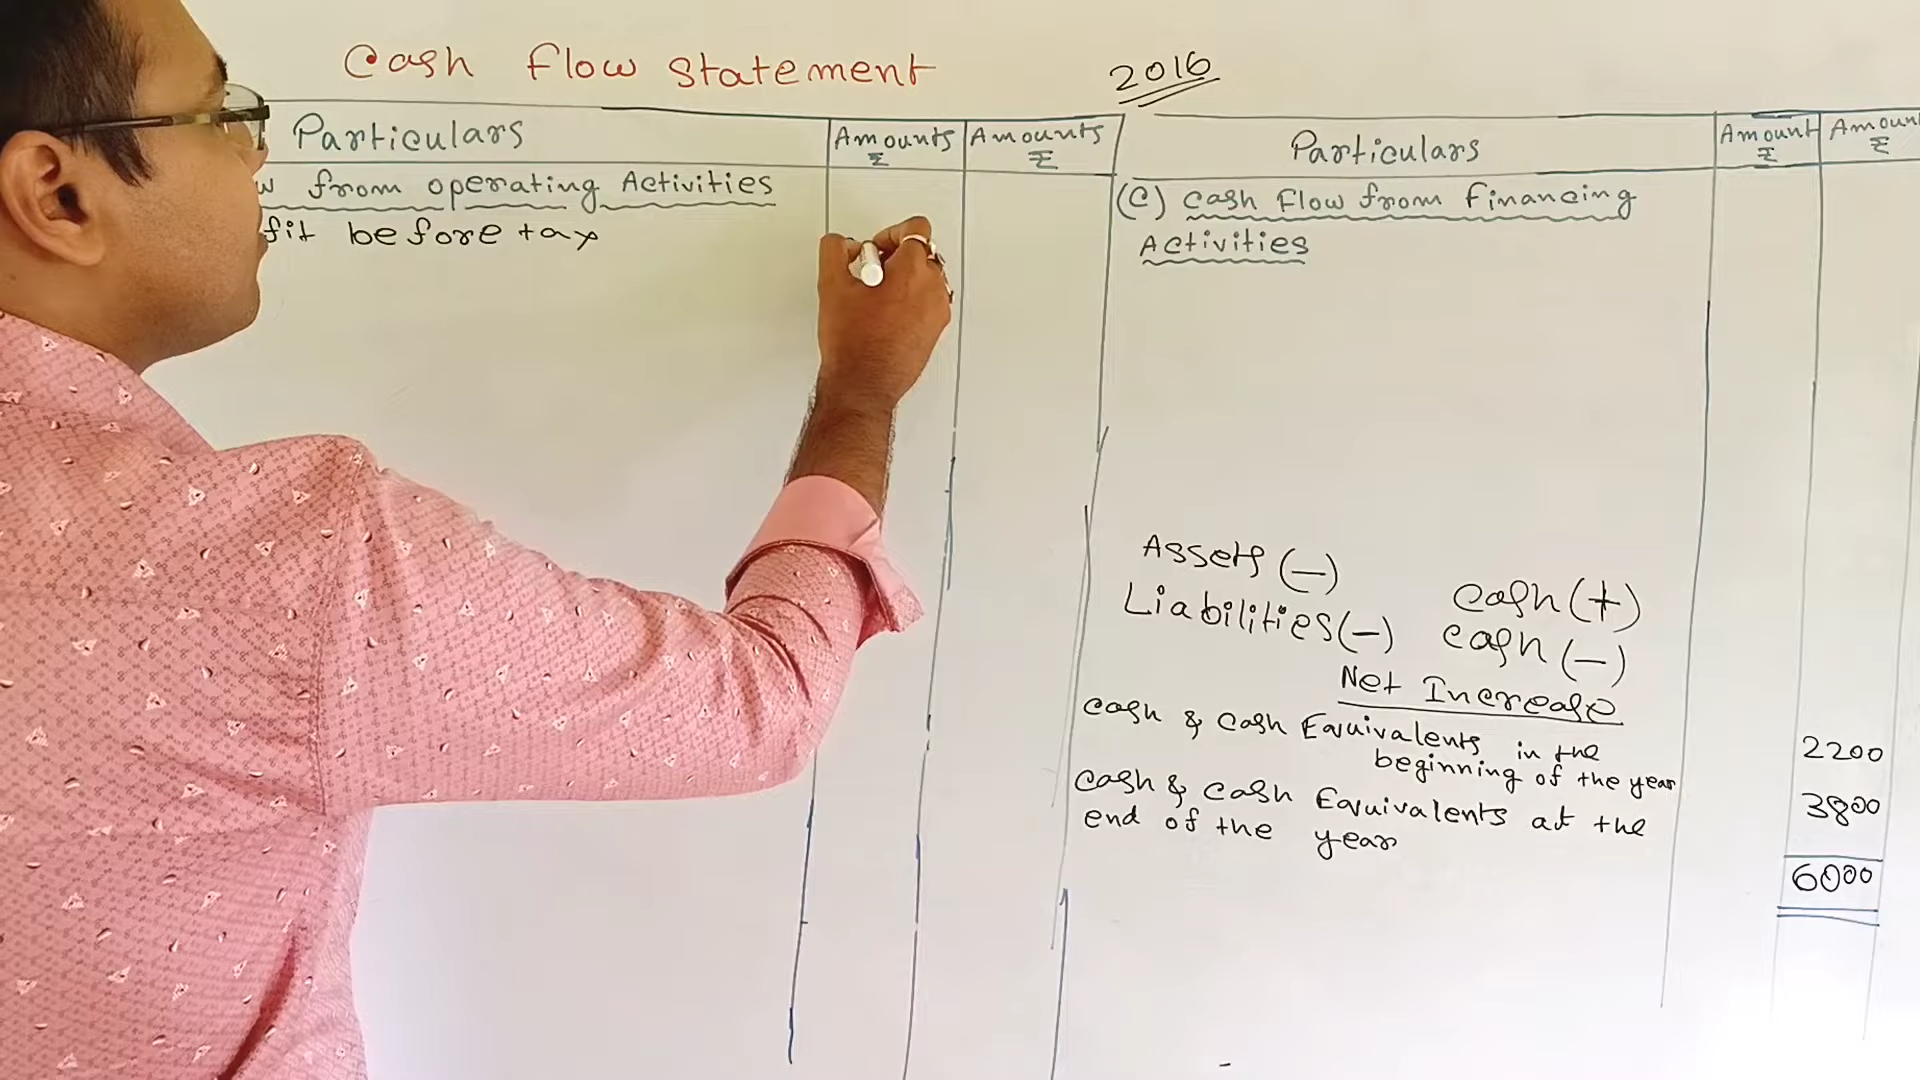 Cash Flow Statement
2016
Particulars
Amounts ₹
Amounts ₹
from operating Activities
fit before tax
Particulars
Amount ₹
Amoun ₹
(C) Cash Flow from Financing
Activities
Assets (-)
Cash (+)
Liabilities (-)
Cash (-)
Net Increase
Cash & Cash Equivalents in the
beginning of the year
2200
Cash & Cash Equivalents at the
end of the year
3800
6000